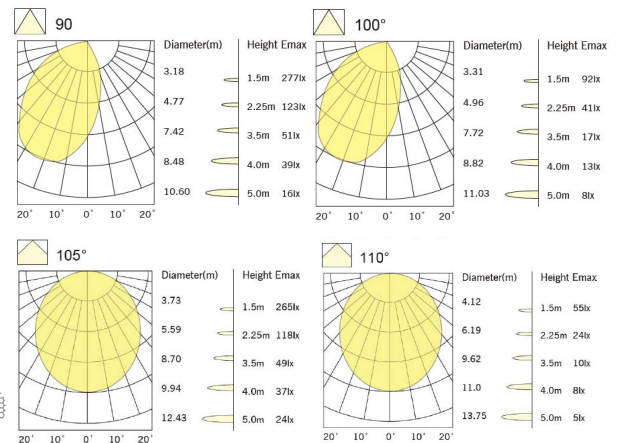 90
Diameter(m) Height Emax
3.18 1.5m 277lx
4.77 2.25m 123lx
7.42 3.5m 51lx
8.48 4.0m 39lx
10.60 5.0m 16lx
20° 10° 0° 10° 20°
100°
Diameter(m) Height Emax
3.31 1.5m 92lx
4.96 2.25m 41lx
7.72 3.5m 17lx
8.82 4.0m 13lx
11.03 5.0m 8lx
20° 10° 0° 10° 20°
105°
Diameter(m) Height Emax
3.73 1.5m 265lx
5.59 2.25m 118lx
8.70 3.5m 49lx
9.94 4.0m 37lx
12.43 5.0m 24lx
20° 10° 0° 10° 20°
110°
Diameter(m) Height Emax
4.12 1.5m 55lx
6.19 2.25m 24lx
9.62 3.5m 10lx
11.0 4.0m 8lx
13.75 5.0m 5lx
20° 10° 0° 10° 20°